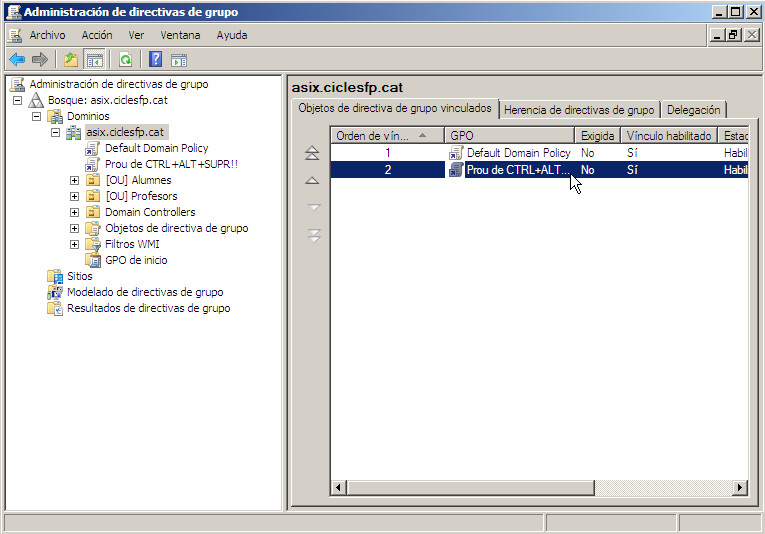 Administración de directivas de grupo
Archivo Acción Ver Ventana Ayuda
Administración de directivas de grupo
Bosque: asix.ciclesfp.cat
Dominios
asix.ciclesfp.cat
Default Domain Policy
Prou de CTRL+ALT+SUPR!!
[OU] Alumnes
[OU] Profesors
Domain Controllers
Objetos de directiva de grupo
Filtros WMI
GPO de inicio
Sitios
Modelado de directivas de grupo
Resultados de directivas de grupo
asix.ciclesfp.cat
Objetos de directiva de grupo vinculados Herencia de directivas de grupo Delegación
Orden de vín... GPO Exigida Vínculo habilitado Estac
1 Default Domain Policy No Sí Habil
2 Prou de CTRL+ALT... No Sí Habil